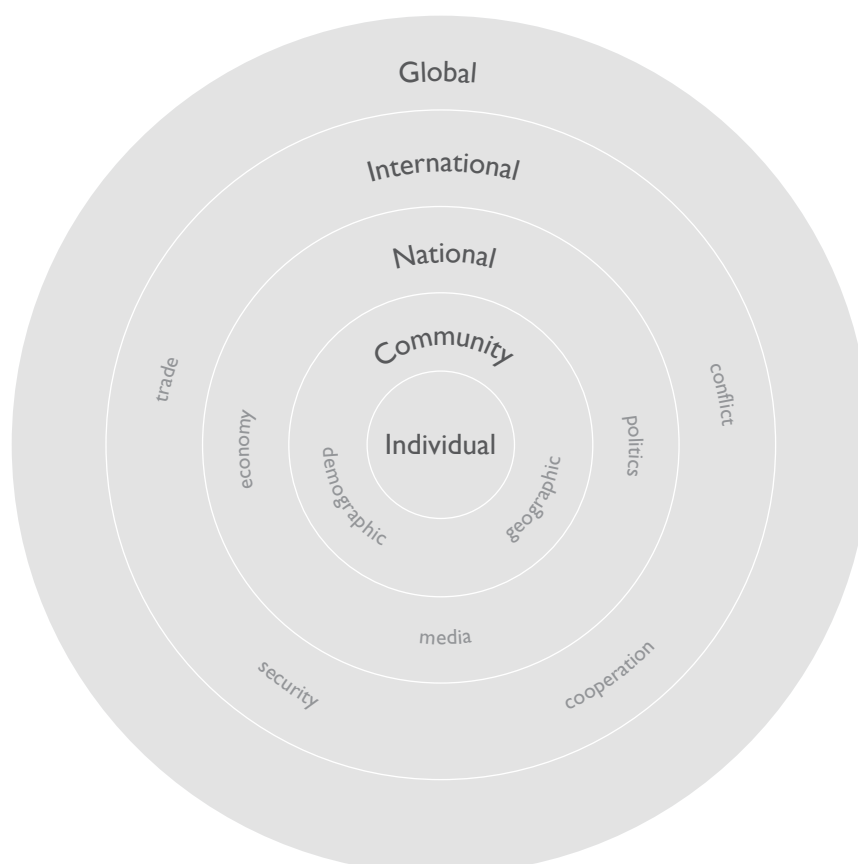 Global
International
National
Community
trade
conflict
economy
politics
Individual
demographic
geographic
media
security
cooperation